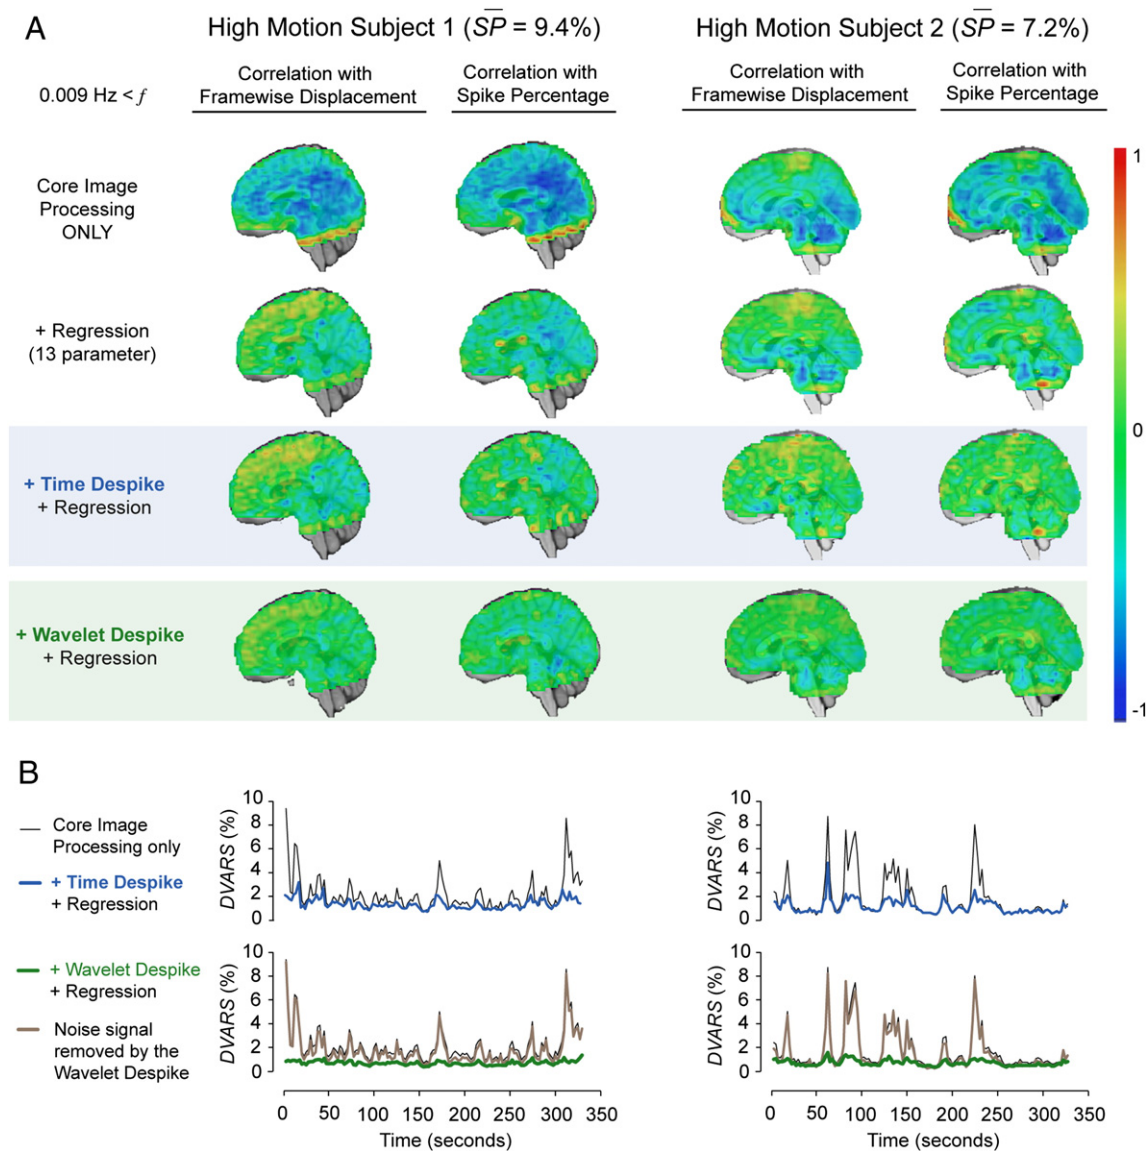 A
High Motion Subject 1 (SP = 9.4%)
High Motion Subject 2 (SP = 7.2%)
0.009 Hz < f
Correlation with
Framewise Displacement
Correlation with
Spike Percentage
Correlation with
Framewise Displacement
Correlation with
Spike Percentage
Core Image
Processing
ONLY
+ Regression
(13 parameter)
+ Time Despike
+ Regression
+ Wavelet Despike
+ Regression
1
0
-1
B
Core Image
Processing only
+ Time Despike
+ Regression
+ Wavelet Despike
+ Regression
Noise signal
removed by the
Wavelet Despike
DVARS (%)
10
8
6
4
2
0
DVARS (%)
10
8
6
4
2
0
DVARS (%)
10
8
6
4
2
0
0 50 100 150 200 250 300 350
Time (seconds)
DVARS (%)
10
8
6
4
2
0
0 50 100 150 200 250 300 350
Time (seconds)